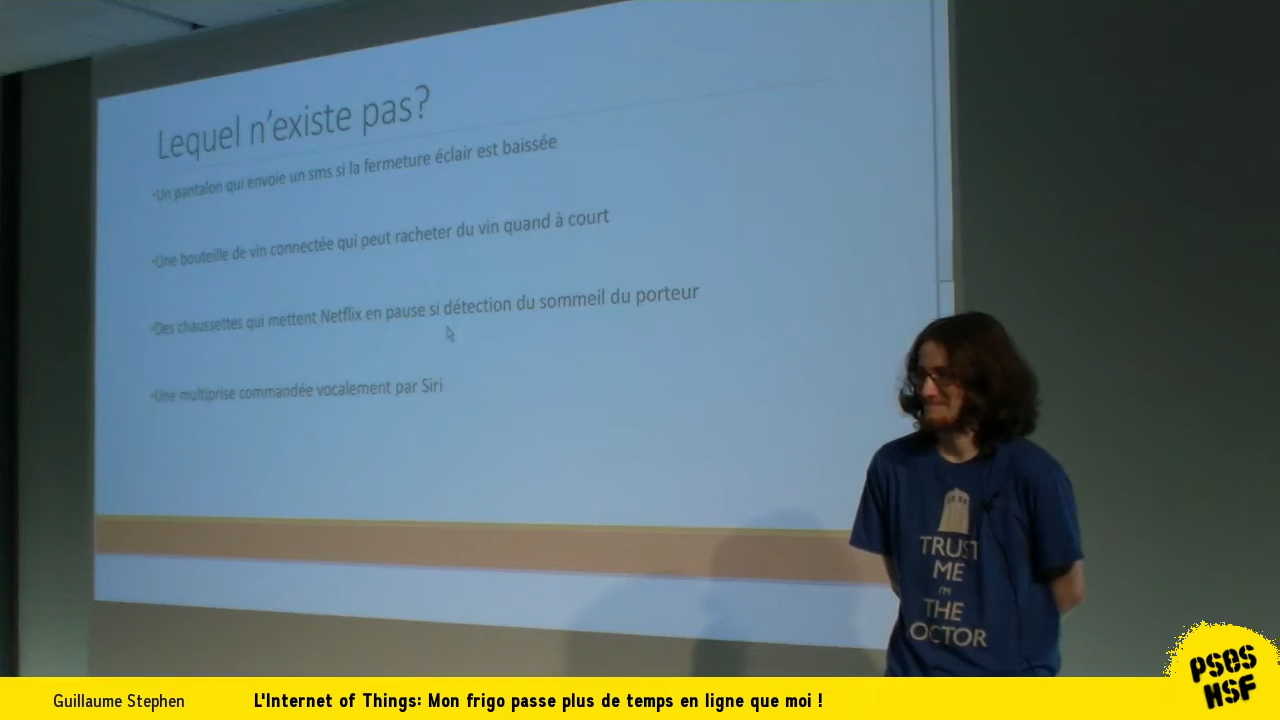 Lequel n'existe pas?
•Un pantalon qui envoie un sms si la fermeture éclair est baissée
•Une bouteille de vin connectée qui peut racheter du vin quand à court
•Des chaussettes qui mettent Netflix en pause si détection du sommeil du porteur
•Une multiprise commandée vocalement par Siri
TRUST
ME
I'M
THE
OCTOR
PSES
HSF
Guillaume Stephen
L'Internet of Things: Mon frigo passe plus de temps en ligne que moi !